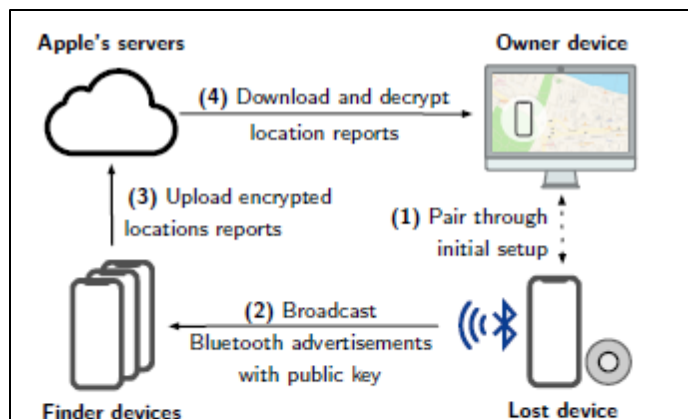 Apple's servers
Owner device
(4) Download and decrypt
location reports
(3) Upload encrypted
locations reports
(1) Pair through
initial setup
(2) Broadcast
Bluetooth advertisements
with public key
Finder devices
Lost device